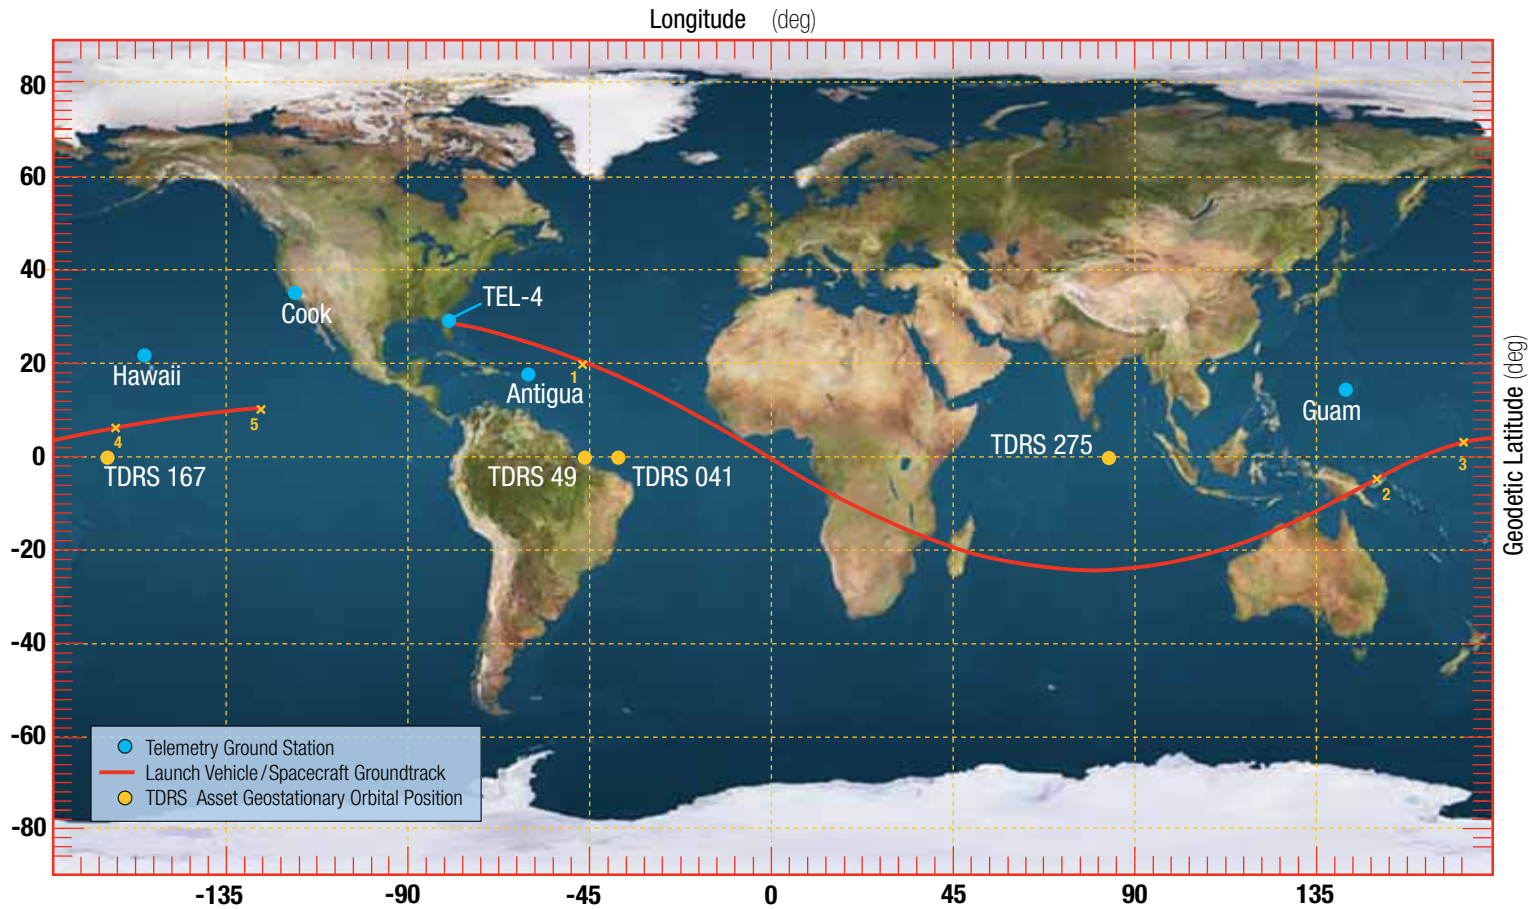 Longitude (deg)
80
60
40
20
0
-20
-40
-60
-80
TEL-4
Cook
Hawaii
Antigua
1
Guam
4
5
TDRS 275
TDRS 167
TDRS 49
TDRS 041
3
2
Geodetic Latitude (deg)
Telemetry Ground Station
Launch Vehicle/Spacecraft Groundtrack
TDRS Asset Geostationary Orbital Position
-135
-90
-45
0
45
90
135